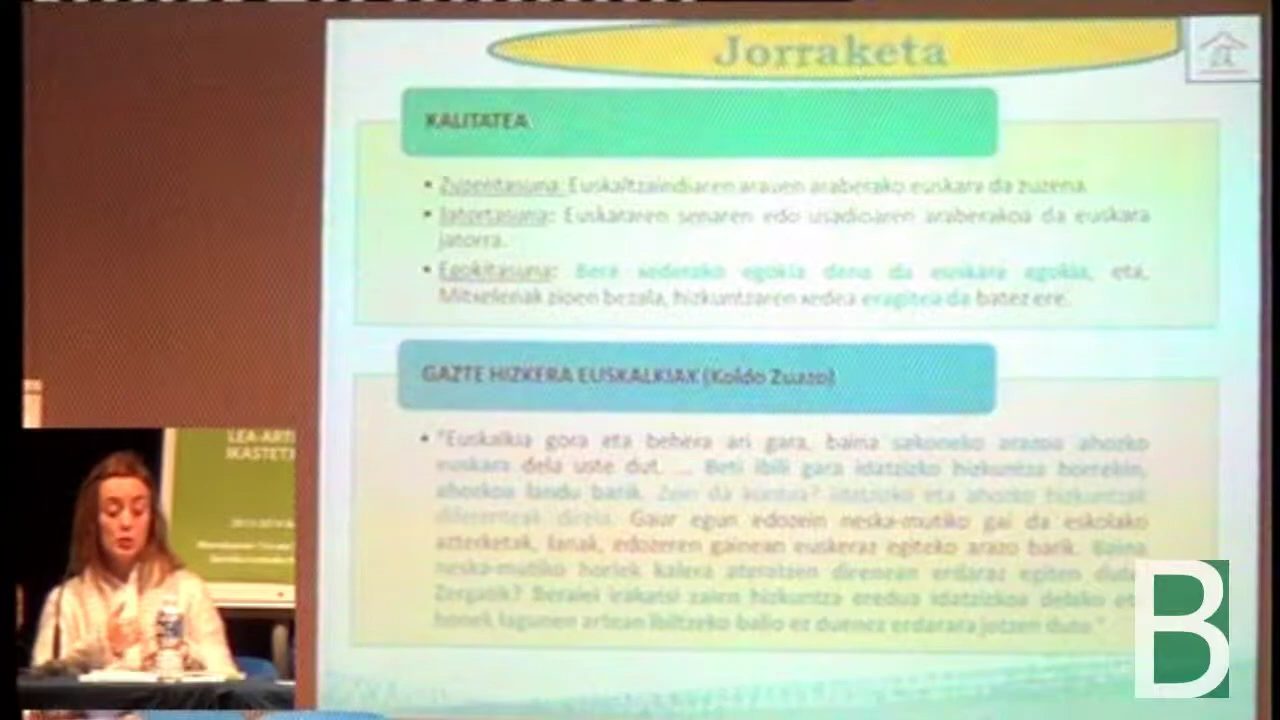 Jorraketa
KALITATEA
• Zuzentasuna: Euskaltzaindiaren arauen araberako euskara da zuzena.
• Jatortasuna: Euskararen senaren edo usadioaren araberakoa da euskara
jatorra.
• Egokitasuna: Bere xederako egokia dena da euskara egokia, eta,
Mitxelenak zioen bezala, hizkuntzaren xedea eragitea da batez ere.
GAZTE HIZKERA EUSKALKIAK (Koldo Zuazo)
• "Euskalkia gora eta behera ari gara, baina sakoneko arazoa ahozko
euskara dela uste dut. ... Beti ibili gara idatzizko hizkuntza horrekin,
ahozkoa landu barik. Zein da kontua? Idatzizko eta ahozko hizkuntzak
diferenteak direla. Gaur egun edozein neska-mutiko gai da eskolako
azterketak, lanak, edozeren gainean euskeraz egiteko arazo barik. Baina
neska-mutiko horiek kalera ateratzen direnean erdaraz egiten dute.
Zergatik? Beraiei irakatsi zaien hizkuntza eredua idatzizkoa delako eta
horiek lagunen artean ibiltzeko balio ez duenez erdarara jotzen dute."
LEA-ART
IKASTETX
B